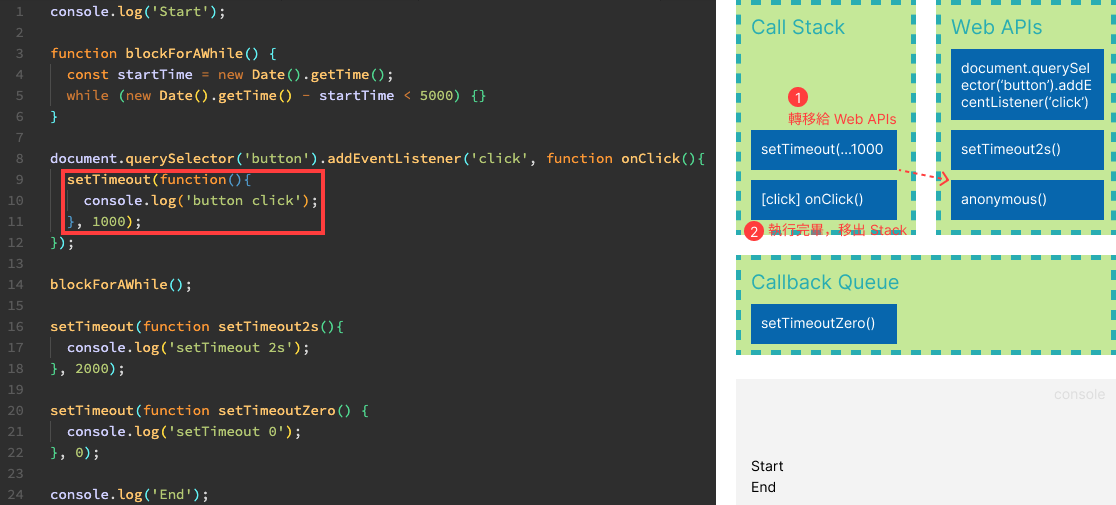 1 console.log('Start');
2
3 function blockForAWhile() {
4 const startTime = new Date().getTime();
5 while (new Date().getTime() - startTime < 5000) {}
6 }
7
8 document.querySelector('button').addEventListener('click', function onClick(){
9 setTimeout(function(){
10 console.log('button click');
11 }, 1000);
12 });
13
14 blockForAWhile();
15
16 setTimeout(function setTimeout2s(){
17 console.log('setTimeout 2s');
18 }, 2000);
19
20 setTimeout(function setTimeoutZero() {
21 console.log('setTimeout 0');
22 }, 0);
23
24 console.log('End');
Call Stack
1
轉移給 Web APIs
setTimeout(...1000
[click] onClick()
2 執行完畢，移出 Stack
Web APIs
document.querySel
ector(‘button’).addE
centListener(‘click’)
setTimeout2s()
anonymous()
Callback Queue
setTimeoutZero()
console
Start
End